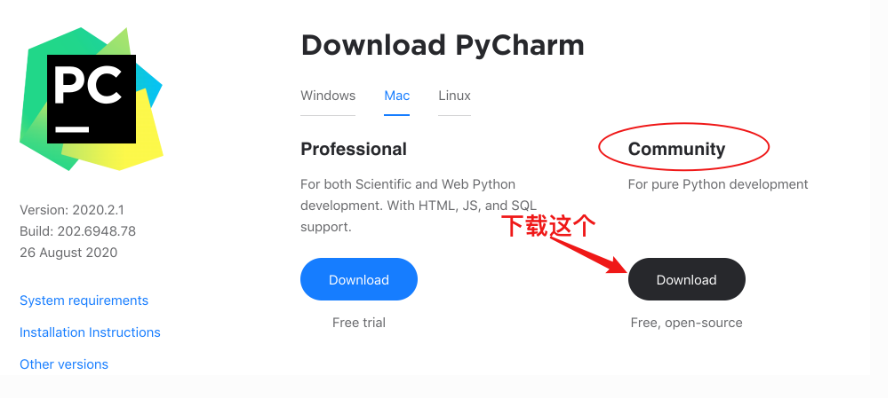 Download PyCharm
PC
Windows
Mac
Linux
Professional
For both Scientific and Web Python
development. With HTML, JS, and SQL
support.
Download
Free trial
Community
For pure Python development
下载这个
Download
Free, open-source
Version: 2020.2.1
Build: 202.6948.78
26 August 2020
System requirements
Installation Instructions
Other versions